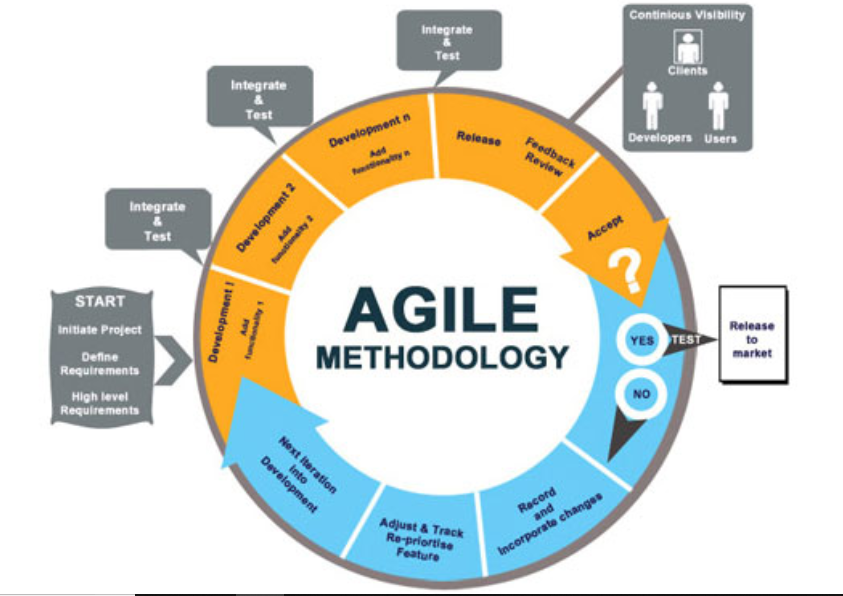 Continious Visibility
Clients
Developers
Users
Integrate
&
Test
Integrate
&
Test
Integrate
&
Test
START
Initiate Project
Define
Requirements
High level
Requirements
Development 1
Add
functionality 1
Development 2
Add
functionality 2
Development n
Add
functionality n
Release
Feedback
Review
Accept
?
YES
TEST
Release
to
market
NO
Record
and
Incorporate changes
Adjust & Track
Re-priortise
Feature
Next Iteration
into
Development
AGILE
METHODOLOGY